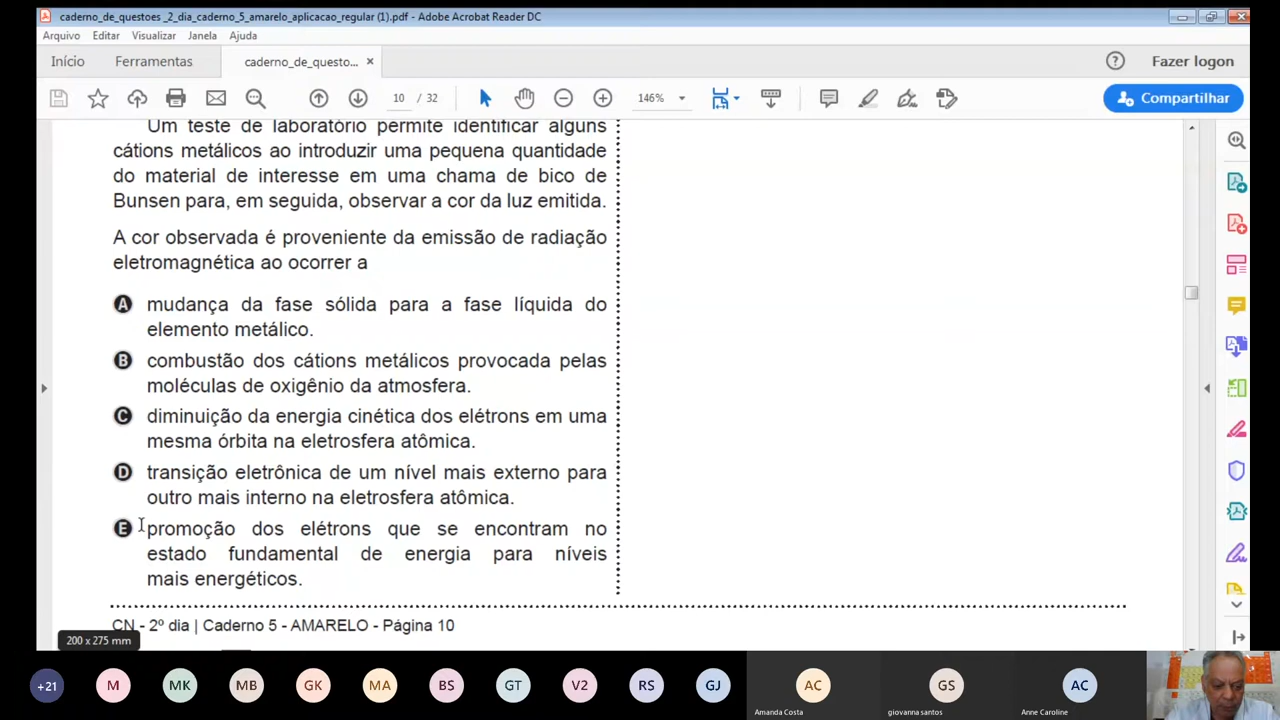 caderno_de_questoes _2_dia_caderno_5_amarelo_aplicacao_regular (1).pdf - Adobe Acrobat Reader DC
Arquivo Editar Visualizar Janela Ajuda
Início Ferramentas caderno_de_questo... × Fazer logon
10 / 32 146% Compartilhar
Um teste de laboratório permite identificar alguns
cátions metálicos ao introduzir uma pequena quantidade
do material de interesse em uma chama de bico de
Bunsen para, em seguida, observar a cor da luz emitida.
A cor observada é proveniente da emissão de radiação
eletromagnética ao ocorrer a
A mudança da fase sólida para a fase líquida do
elemento metálico.
B combustão dos cátions metálicos provocada pelas
moléculas de oxigênio da atmosfera.
C diminuição da energia cinética dos elétrons em uma
mesma órbita na eletrosfera atômica.
D transição eletrônica de um nível mais externo para
outro mais interno na eletrosfera atômica.
E promoção dos elétrons que se encontram no
estado fundamental de energia para níveis
mais energéticos.
CN - 2º dia | Caderno 5 - AMARELO - Página 10
200 x 275 mm
+21 M MK MB GK MA BS GT V2 RS GJ AC GS AC
Amanda Costa giovanna santos Anne Caroline